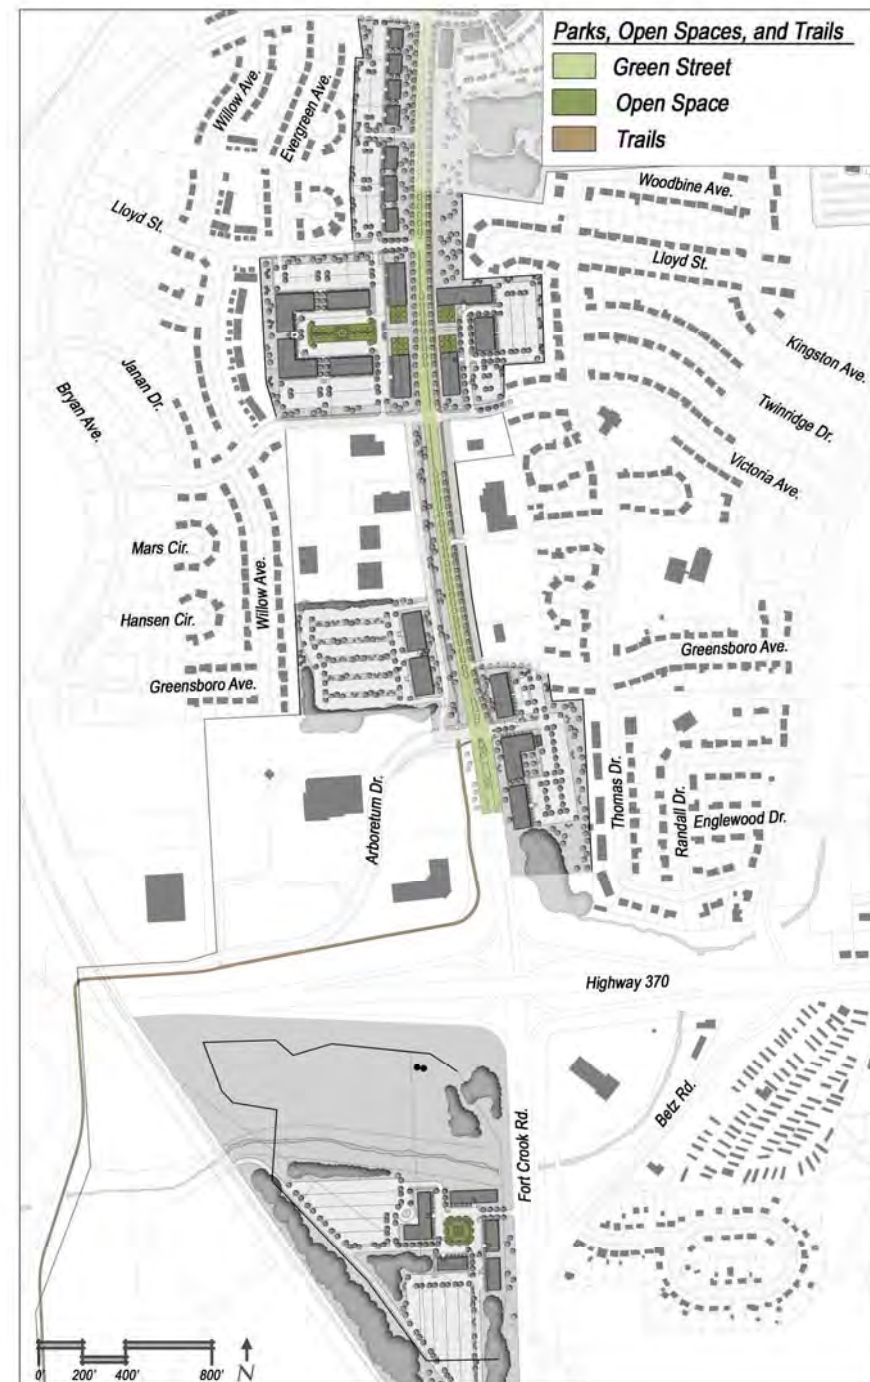 Parks, Open Spaces, and Trails
Green Street
Open Space
Trails
Willow Ave.
Evergreen Ave.
Woodbine Ave.
Lloyd St.
Lloyd St.
Kingston Ave.
Janan Dr.
Bryan Ave.
Twinridge Dr.
Victoria Ave.
Mars Cir.
Hansen Cir.
Willow Ave.
Greensboro Ave.
Greensboro Ave.
Arboretum Dr.
Thomas Dr.
Randall Dr.
Englewood Dr.
Highway 370
Betz Rd.
Fort Crook Rd.
0' 200' 400' 800'
N